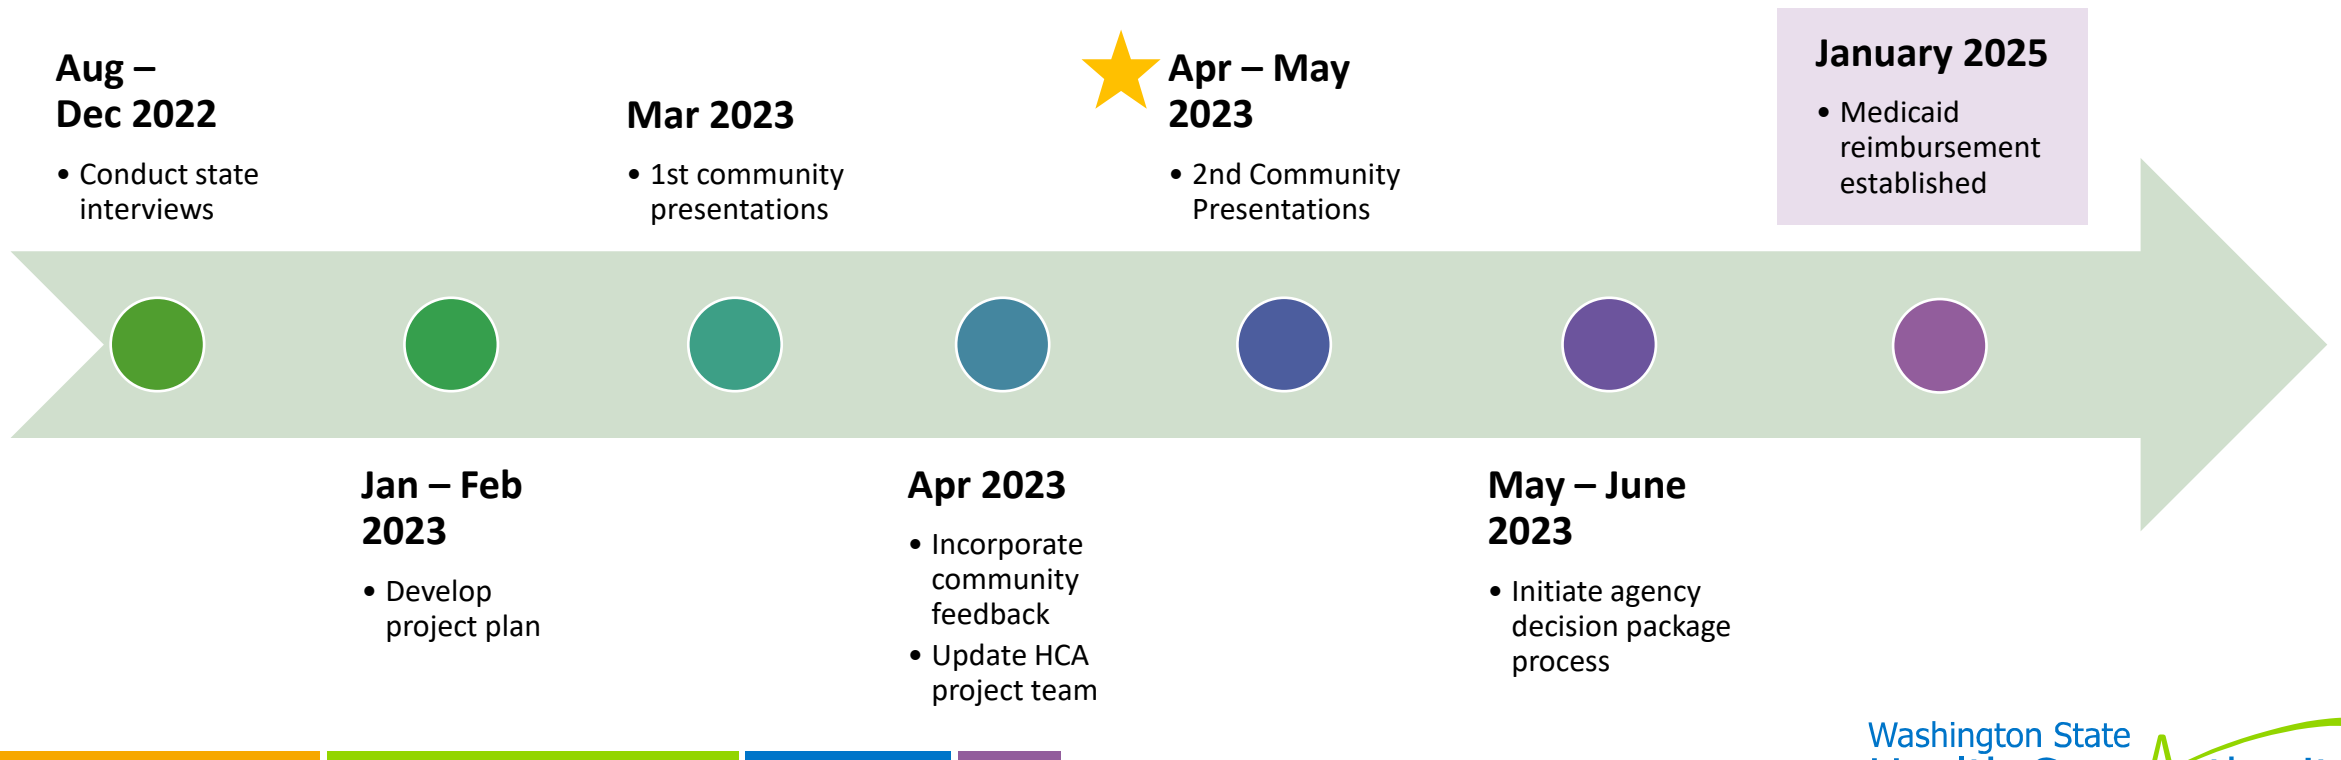 Aug –
Dec 2022
• Conduct state
interviews
Jan – Feb
2023
• Develop
project plan
Mar 2023
• 1st community
presentations
Apr 2023
• Incorporate
community
feedback
• Update HCA
project team
Apr – May
2023
• 2nd Community
Presentations
May – June
2023
• Initiate agency
decision package
process
January 2025
• Medicaid
reimbursement
established
Washington State